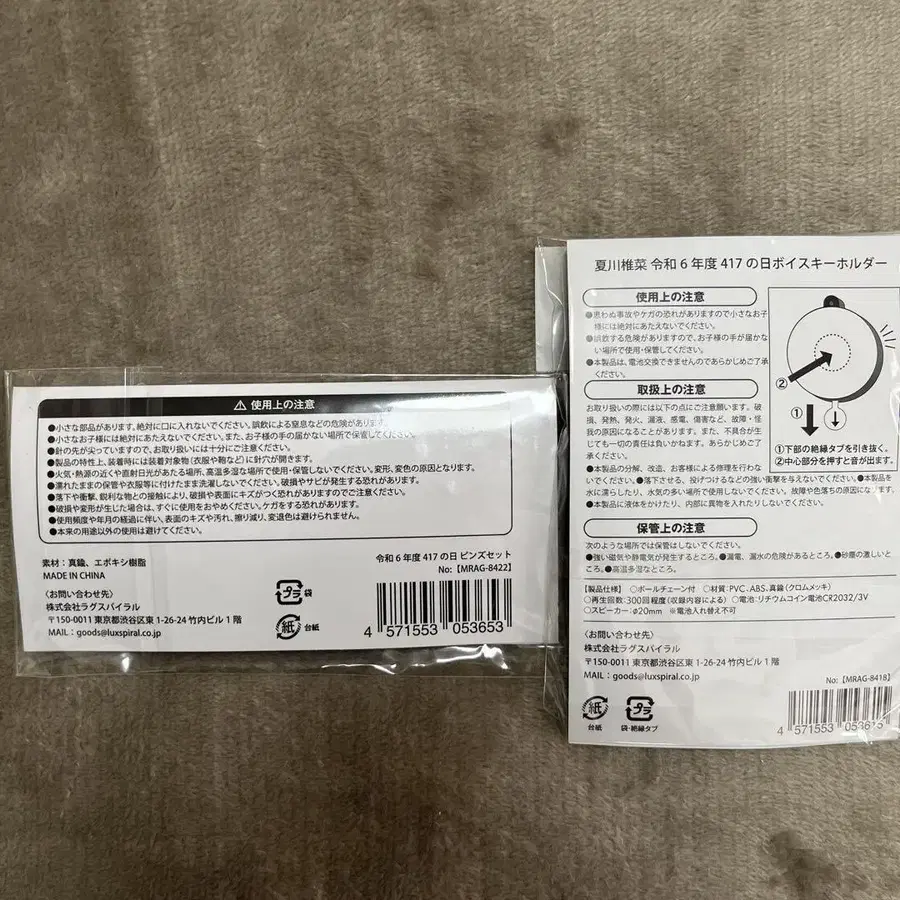 ⚠ 使用上の注意
●小さな部品があります。絶対に口に入れないでください。誤飲による窒息などの危険があります。
●小さなお子様には絶対にあたえないでください。また、お子様の手の届かない場所で保管してください。
●針の先が尖っていますので、お取り扱いには十分にご注意ください。
●製品の特性上、装着時には装着対象物(衣服や鞄など)に針穴が開きます。
●火気・熱源の近くや直射日光があたる場所、高温多湿な場所で使用・保管しないでください。変形、変色の原因となります。
●濡れたままの保管や衣服等に付けたまま洗濯しないでください。破損やサビが発生する恐れがあります。
●落下や衝撃、鋭利な物との接触により、破損や表面にキズがつく恐れがありますのでご注意ください。
●破損や変形が生じた場合は、すぐに使用をおやめください。ケガをする恐れがあります。
●使用頻度や年月の経過に伴い、表面のキズや汚れ、擦り減り、変退色は避けられません。
●本来の用途以外の使用は避けてください。
素材:真鍮、エポキシ樹脂
MADE IN CHINA
〈お問い合わせ先〉
株式会社ラグスパイラル
〒150-0011 東京都渋谷区東 1-26-24 竹内ビル 1 階
MAIL:goods@luxspiral.co.jp
令和 6 年度 417 の日 ピンズセット
No:【MRAG-8422】
プラ 袋
紙 台紙
4 571553 053653
夏川椎菜 令和 6 年度 417 の日ボイスキーホルダー
使用上の注意
●思わぬ事故やケガの恐れがありますので小さなお子
様には絶対にあたえないでください。
●誤飲する危険がありますので、お子様の手が届かな
い場所で使用・保管してください。
●本製品は、電池交換できませんのであらかじめご了承
ください。
取扱上の注意
お取り扱いの際には以下の点にご注意願います。破
損、発熱、発火、漏液、感電、傷害など、故障・怪
我の原因になることがあります。また、不具合が生
じても一切の責任は負いかねます。あらかじめご了
承ください。
●本製品の分解、改造、お客様による修理を行わな
いでください。●落下させる、投げつけるなどの強い衝撃を与えないでください。●本製品を
水に濡らしたり、水気の多い場所で使用しないでください。故障や色落ちの原因になります。
●本製品に液体をかけたり、内部に異物を入れたりしないでください。
②
①
①下部の絶縁タブを引き抜く。
②中心部分を押すと音が出ます。
保管上の注意
次のような場所では保管はしないでください。
●強い磁気や静電気が発生するところ。●漏電、漏水の危険があるところ。●砂塵の激しいと
ころ。●高温多湿なところ。
【製品仕様】 ○ボールチェーン付 ○材質:PVC、ABS、真鍮(クロムメッキ)
○再生回数:300回程度(収録内容による) ○電池:リチウムコイン電池CR2032/3V
○スピーカー:φ20mm ※電池入れ替え不可
〈お問い合わせ先〉
株式会社ラグスパイラル
〒150-0011 東京都渋谷区東 1-26-24 竹内ビル 1 階
MAIL:goods@luxspiral.co.jp
No:【MRAG-8418】
紙 台紙
プラ 袋・絶縁タブ
4 571553 053615